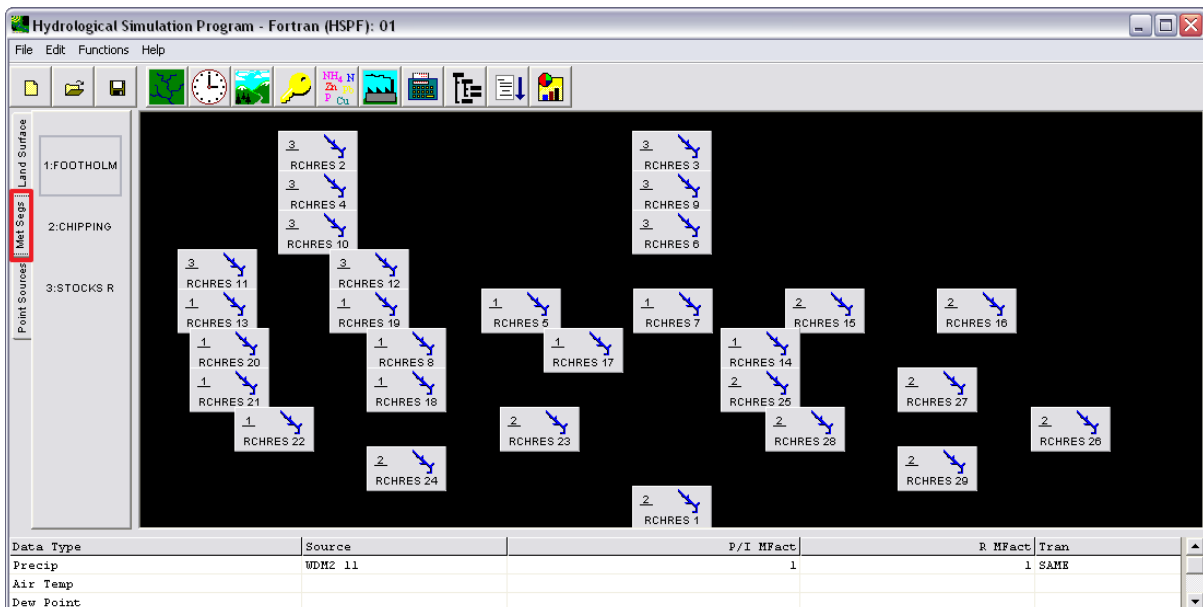 Hydrological Simulation Program - Fortran (HSPF): 01
File Edit Functions Help
NH4 N
Zn
P Cu
Land Surface
Met Segs
Point Sources
1:FOOTHOLM
2:CHIPPING
3:STOCKS R
3
RCHRES 2
3
RCHRES 3
3
RCHRES 4
3
RCHRES 9
3
RCHRES 10
3
RCHRES 6
3
RCHRES 11
3
RCHRES 12
1
RCHRES 13
1
RCHRES 19
1
RCHRES 5
1
RCHRES 7
2
RCHRES 15
2
RCHRES 16
1
RCHRES 20
1
RCHRES 8
1
RCHRES 17
1
RCHRES 14
1
RCHRES 21
1
RCHRES 18
2
RCHRES 25
2
RCHRES 27
1
RCHRES 22
2
RCHRES 23
2
RCHRES 28
2
RCHRES 26
2
RCHRES 24
2
RCHRES 29
2
RCHRES 1
Data Type Source P/I MFact R MFact Tran
Precip WDM2 11 1 1 SAME
Air Temp
Dew Point